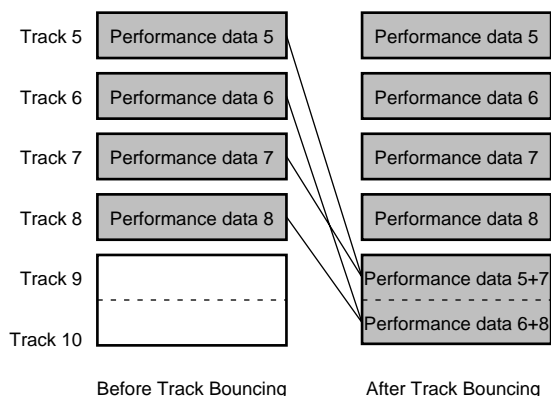 Track 5 Performance data 5 Performance data 5
Track 6 Performance data 6 Performance data 6
Track 7 Performance data 7 Performance data 7
Track 8 Performance data 8 Performance data 8
Track 9 Performance data 5+7
Track 10 Performance data 6+8
Before Track Bouncing After Track Bouncing